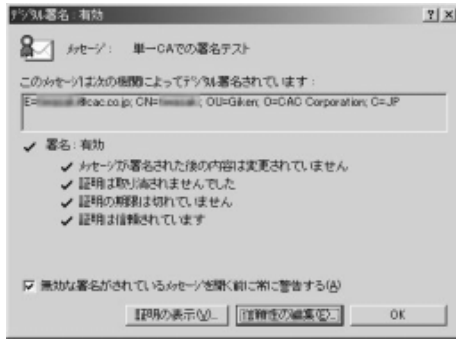 デジタル署名：有効
メッセージ： 単一CAでの署名テスト
このメッセージは次の機関によってデジタル署名されています：
E= @cac.co.jp; CN= ; OU=Giken; O=CAC Corporation; C=JP
署名：有効
メッセージが署名された後の内容は変更されていません
証明は取り消されませんでした
証明の期限は切れていません
証明は信頼されています
無効な署名がされているメッセージを開く前に常に警告する(A)
証明の表示(V)... 信頼性の編集(E)... OK